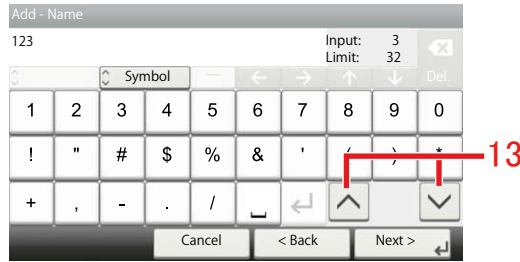 Add - Name
123
Input: 3
Limit: 32
Symbol
Del.
1 2 3 4 5 6 7 8 9 0
! " # $ % & ' ( ) *
+ , - . /
Cancel < Back Next >
13